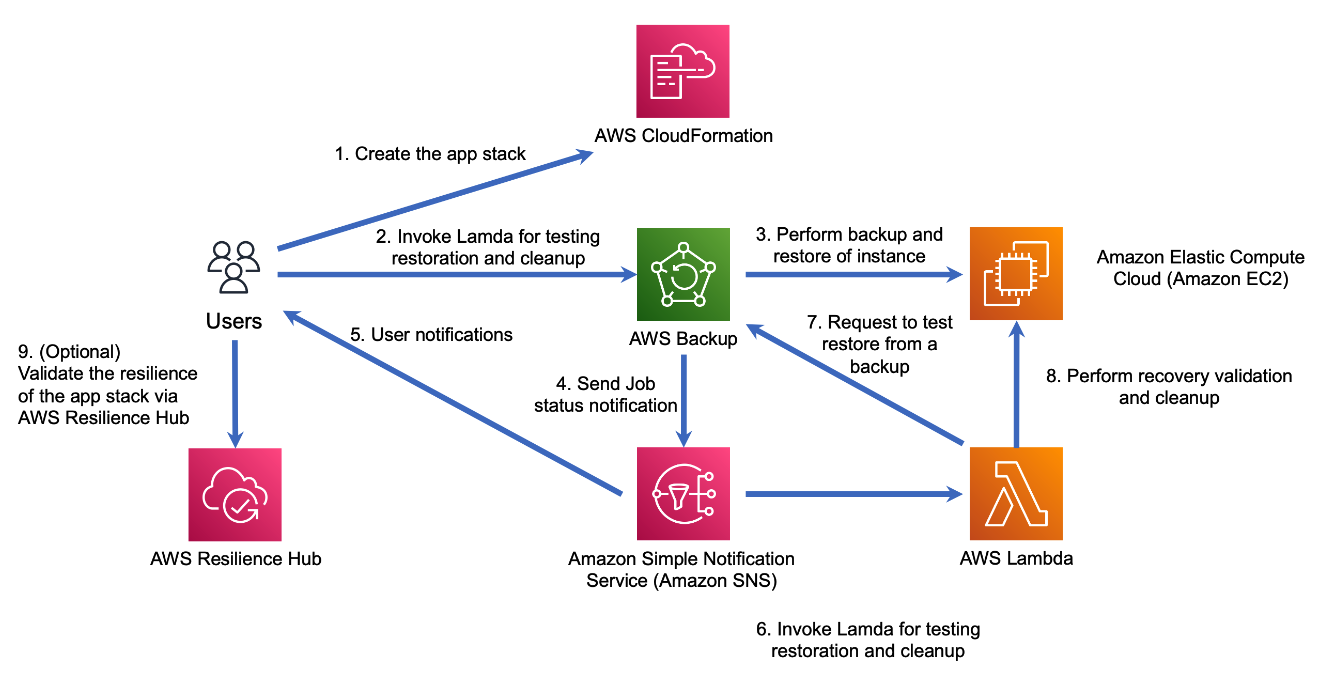 AWS CloudFormation
1. Create the app stack
2. Invoke Lamda for testing
restoration and cleanup
3. Perform backup and
restore of instance
Amazon Elastic Compute
Cloud (Amazon EC2)
Users
AWS Backup
5. User notifications
7. Request to test
restore from a
backup
9. (Optional)
Validate the resilience
of the app stack via
AWS Resilience Hub
4. Send Job
status notification
8. Perform recovery validation
and cleanup
AWS Resilience Hub
Amazon Simple Notification
Service (Amazon SNS)
AWS Lambda
6. Invoke Lamda for testing
restoration and cleanup